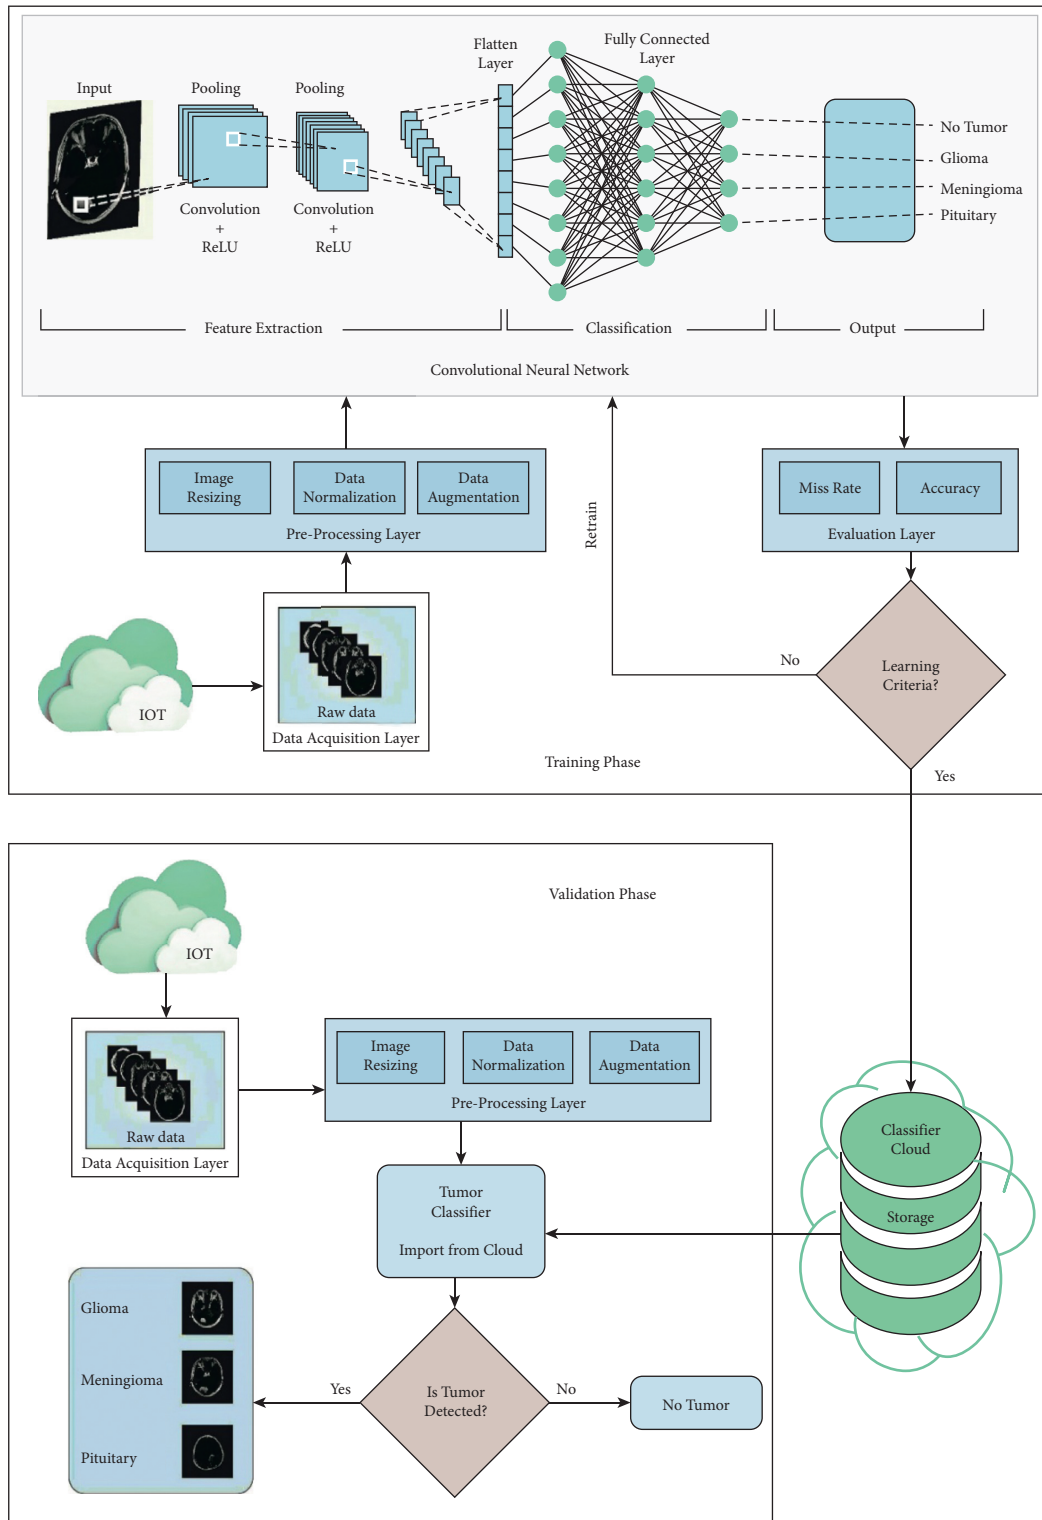 Input
Pooling
Pooling
Flatten
Layer
Fully Connected
Layer
No Tumor
Glioma
Meningioma
Pituitary
Convolution
+
ReLU
Convolution
+
ReLU
Feature Extraction
Classification
Output
Convolutional Neural Network
Image
Resizing
Data
Normalization
Data
Augmentation
Pre-Processing Layer
Retrain
Miss Rate
Accuracy
Evaluation Layer
IOT
Raw data
Data Acquisition Layer
No
Learning
Criteria?
Training Phase
Yes
Validation Phase
IOT
Raw data
Data Acquisition Layer
Image
Resizing
Data
Normalization
Data
Augmentation
Pre-Processing Layer
Classifier
Cloud
Storage
Tumor
Classifier
Import from Cloud
Glioma
Meningioma
Pituitary
Yes
Is Tumor
Detected?
No
No Tumor